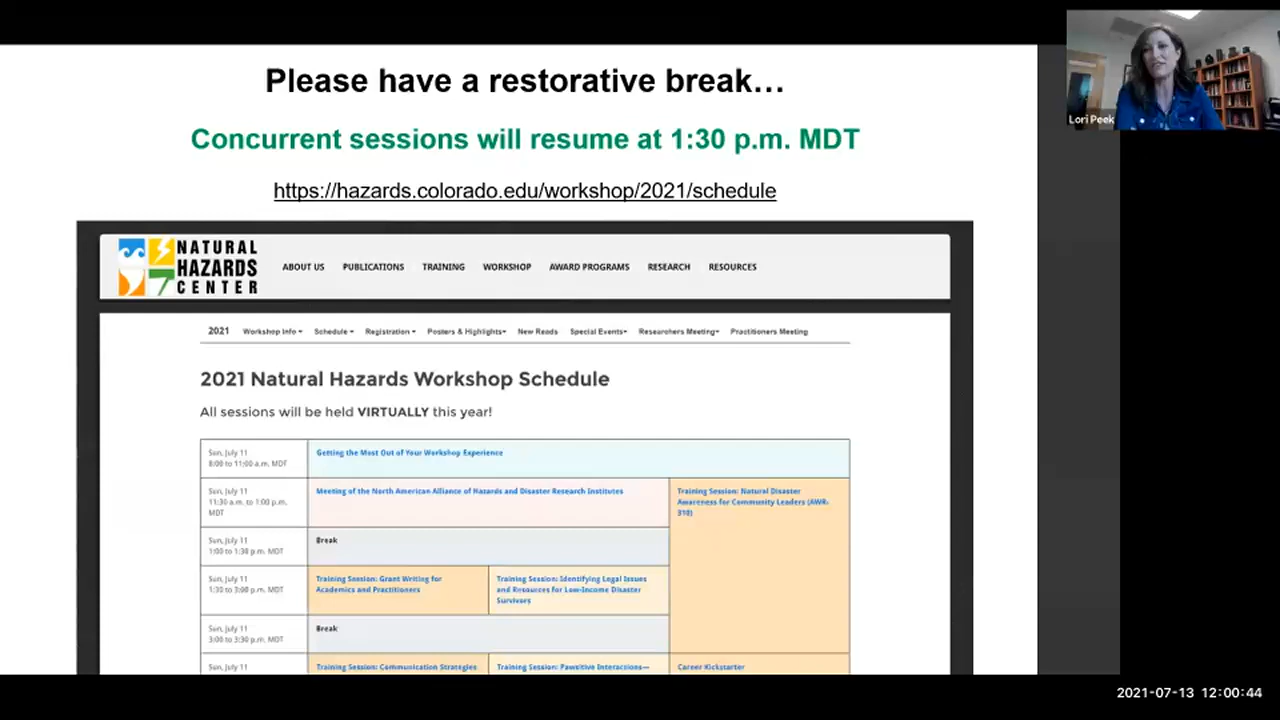 Please have a restorative break…
Concurrent sessions will resume at 1:30 p.m. MDT
https://hazards.colorado.edu/workshop/2021/schedule
Lori Peek
NATURAL
HAZARDS
CENTER
ABOUT US PUBLICATIONS TRAINING WORKSHOP AWARD PROGRAMS RESEARCH RESOURCES
2021 Workshop Info Schedule Registration Posters & Highlights New Reads Special Events Researchers Meeting Practitioners Meeting
2021 Natural Hazards Workshop Schedule
All sessions will be held VIRTUALLY this year!
Sun, July 11
8:00 to 11:00 a.m. MDT
Getting the Most Out of Your Workshop Experience
Sun, July 11
11:30 a.m. to 1:00 p.m.
MDT
Meeting of the North American Alliance of Hazards and Disaster Research Institutes
Training Session: Natural Disaster
Awareness for Community Leaders (AWR-
310)
Sun, July 11
1:00 to 1:30 p.m. MDT
Break
Sun, July 11
1:30 to 3:00 p.m. MDT
Training Session: Grant Writing for
Academics and Practitioners
Training Session: Identifying Legal Issues
and Resources for Low-Income Disaster
Survivors
Sun, July 11
3:00 to 3:30 p.m. MDT
Break
Sun, July 11
Training Session: Communication Strategies
Training Session: Pawsitive Interactions—
Career Kickstarter
2021-07-13 12:00:44